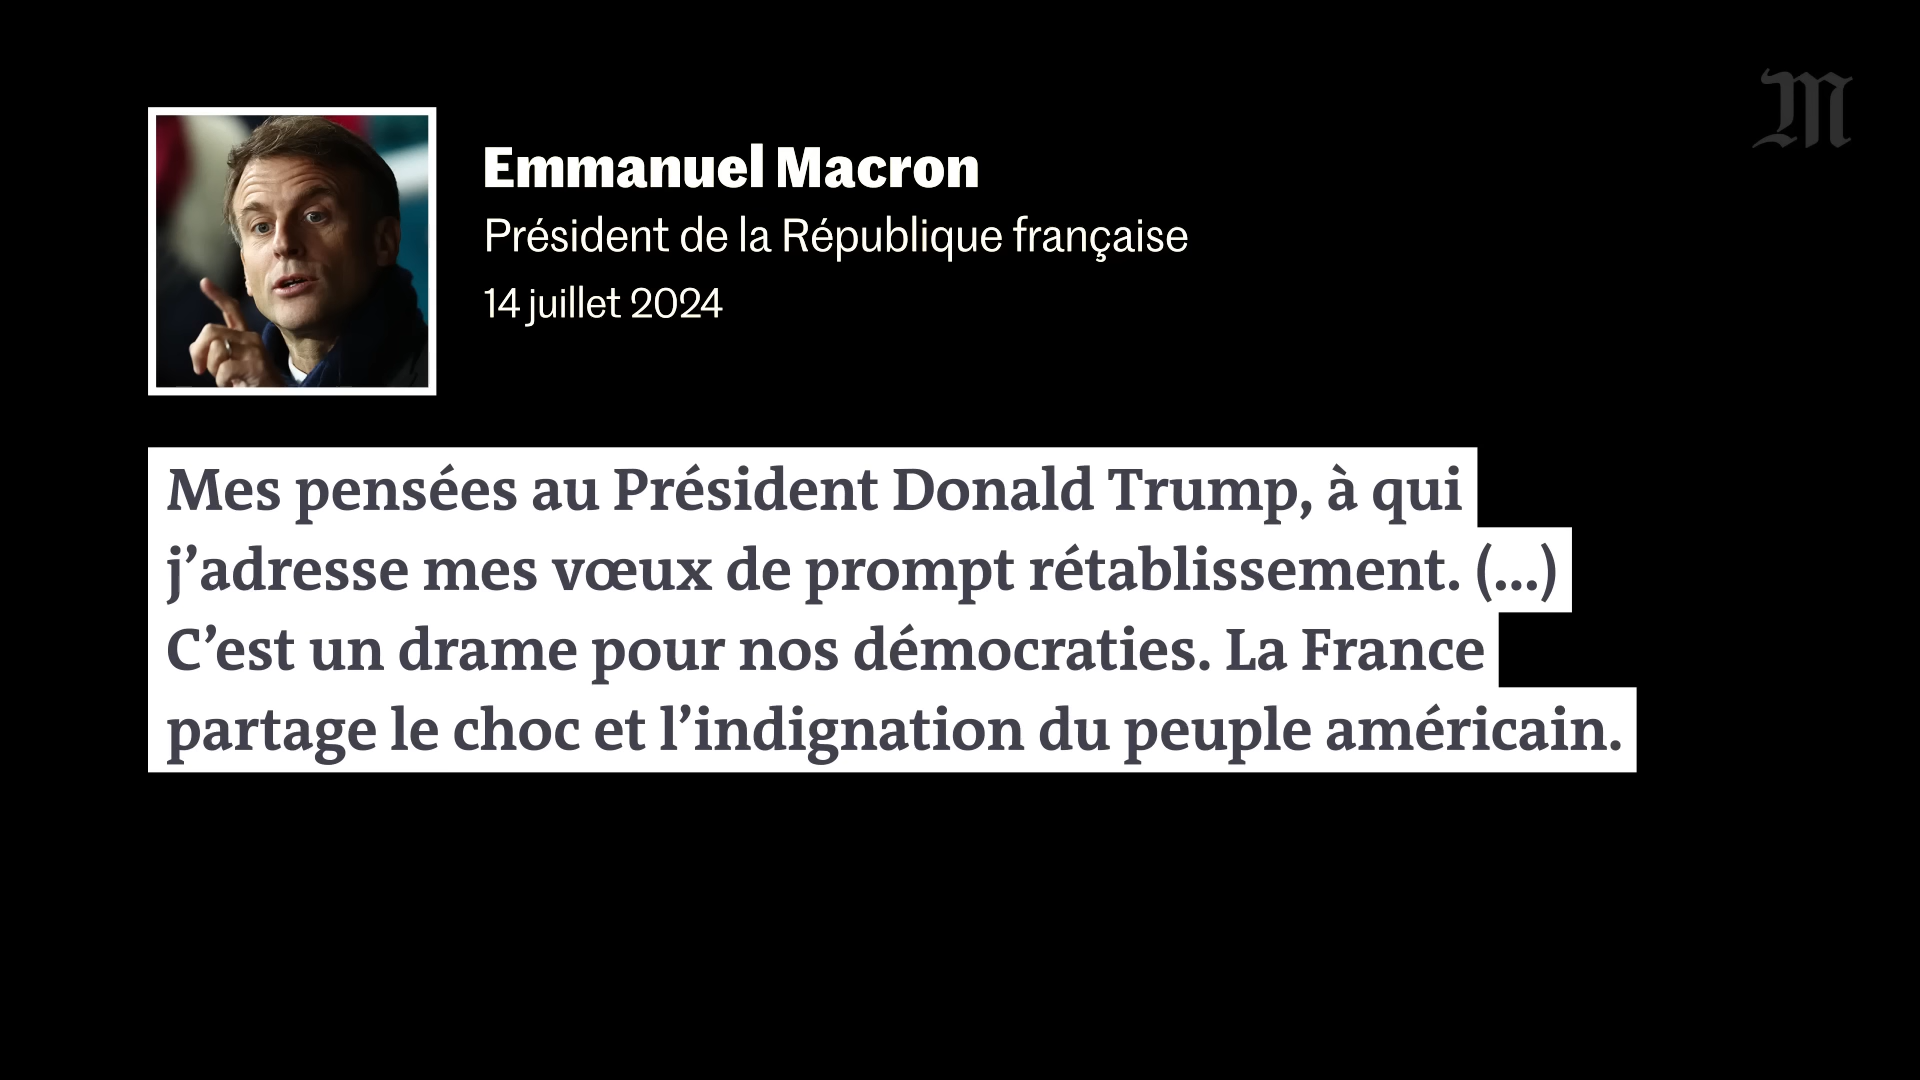 M
Emmanuel Macron
Président de la République française
14 juillet 2024
Mes pensées au Président Donald Trump, à qui
j’adresse mes vœux de prompt rétablissement. (...)
C’est un drame pour nos démocraties. La France
partage le choc et l’indignation du peuple américain.